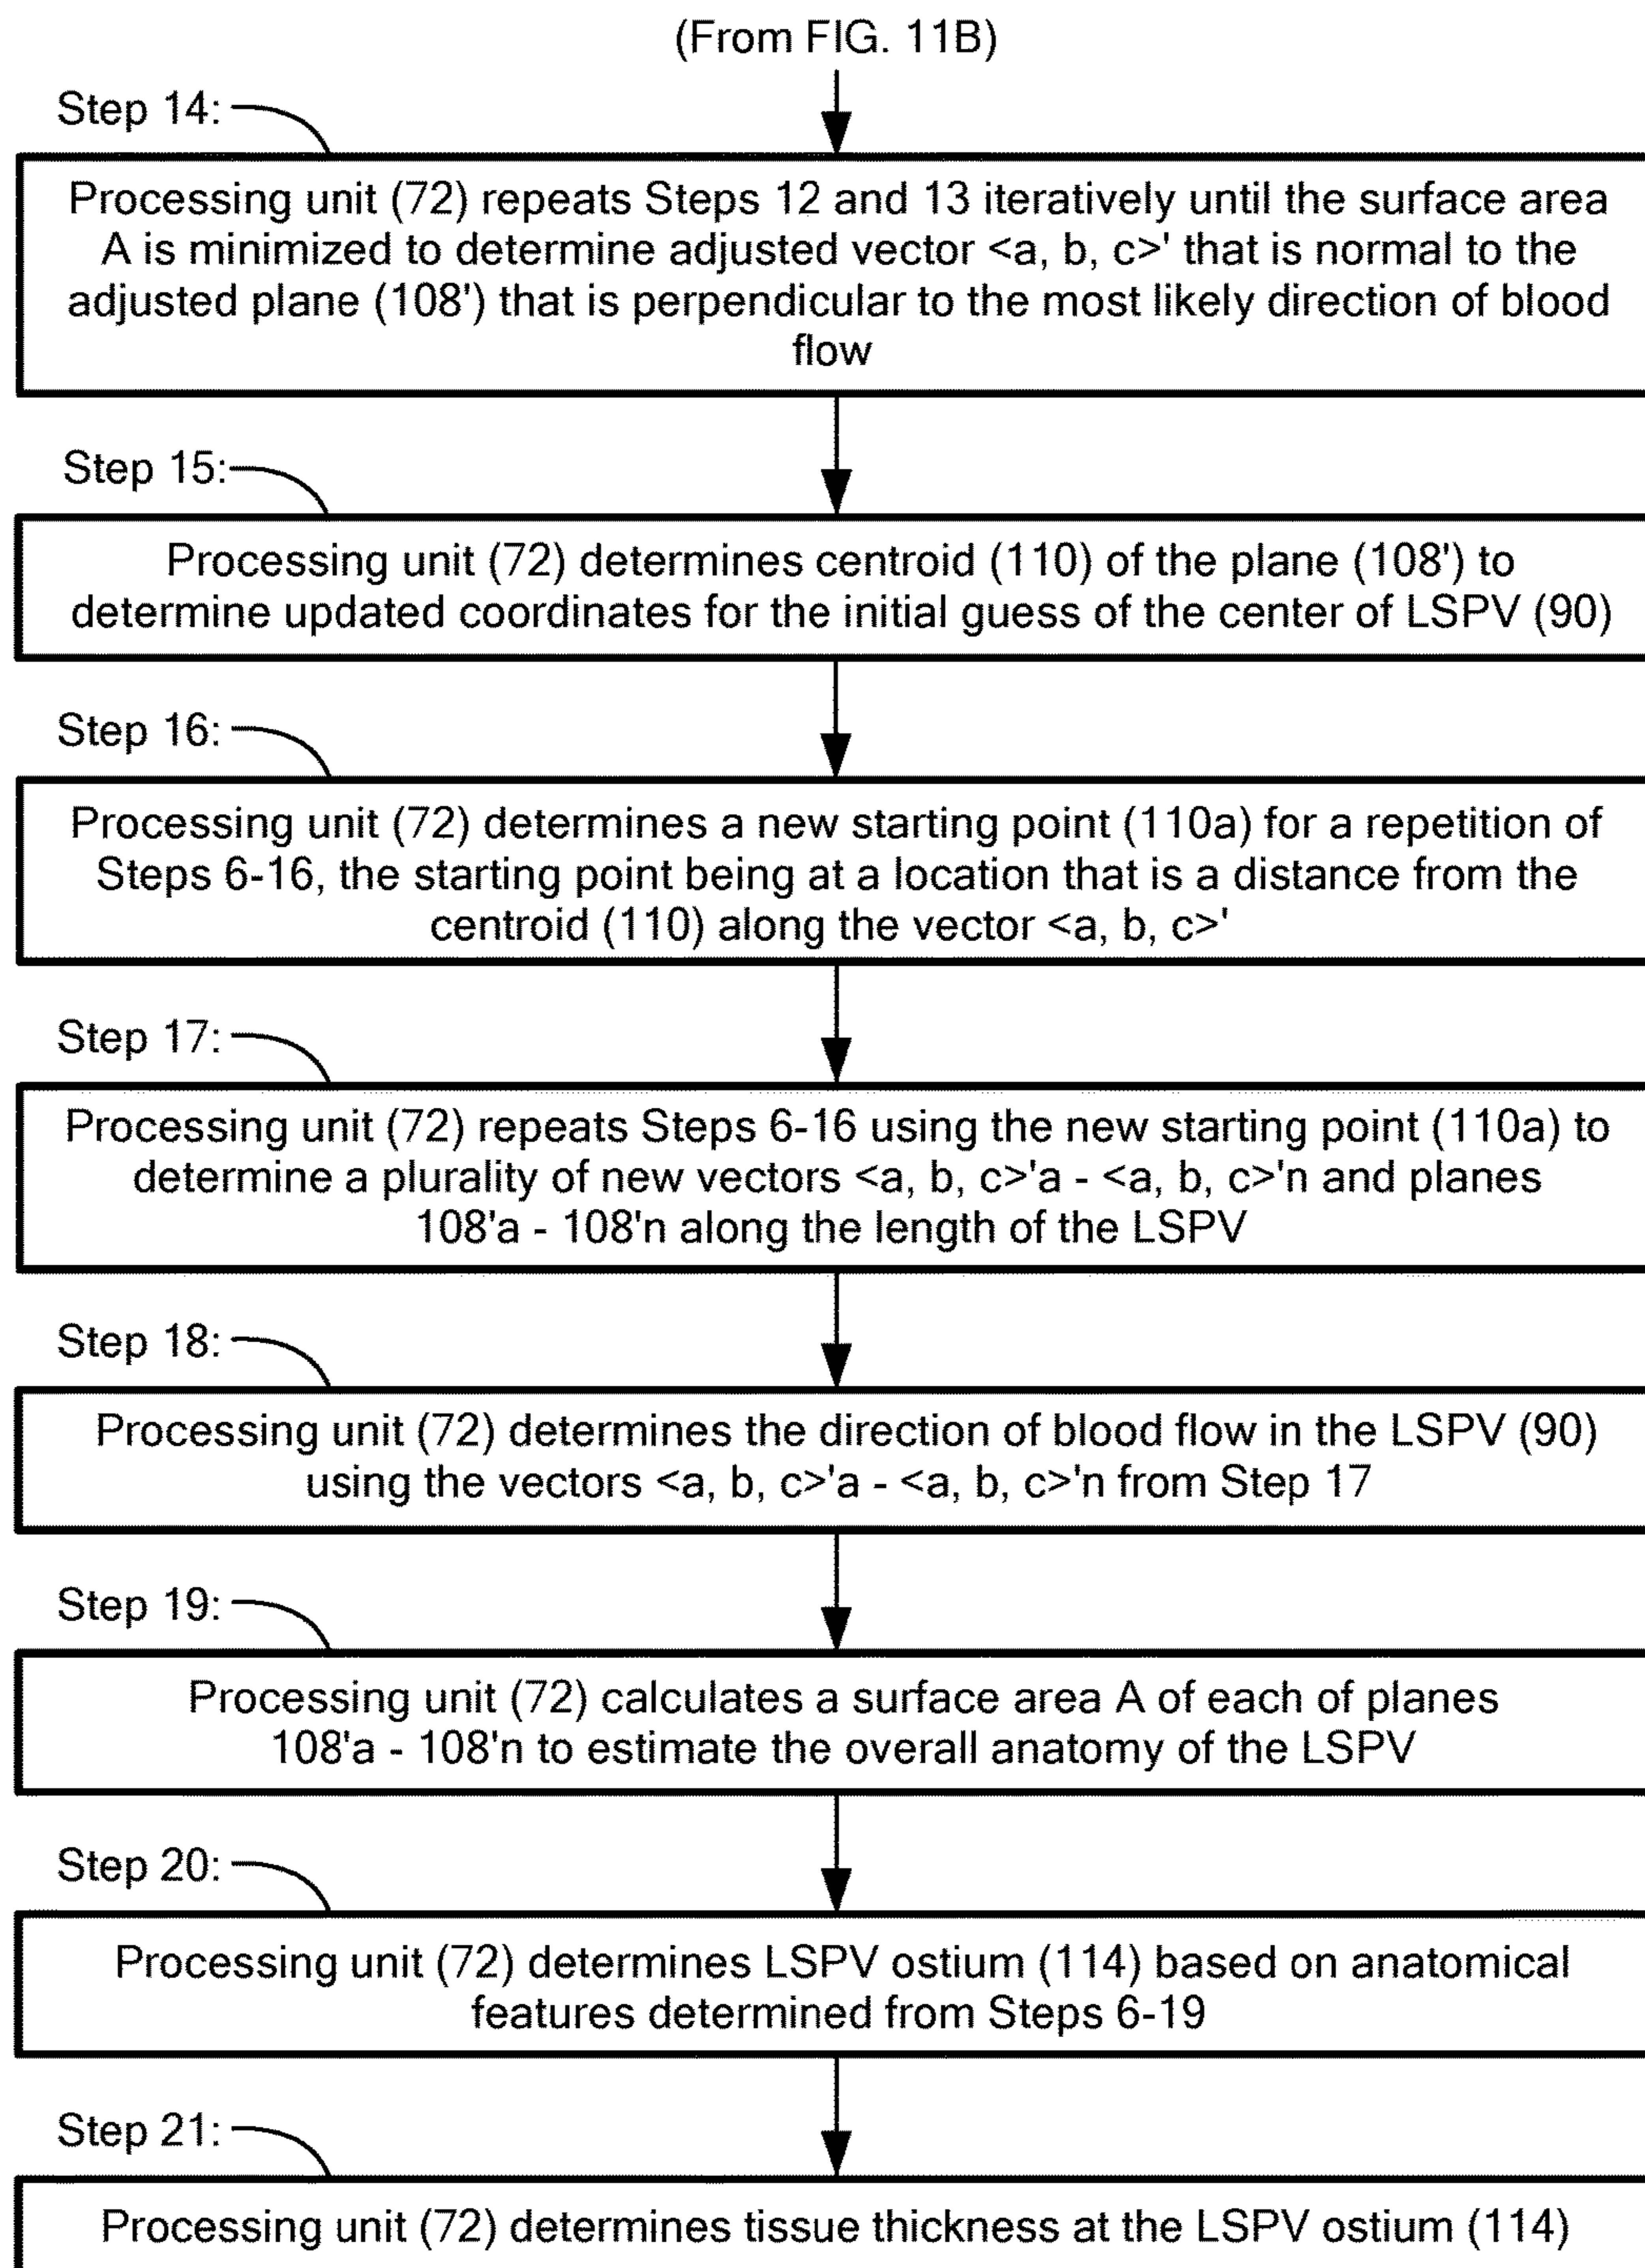 (From FIG. 11B)
Step 14:
Processing unit (72) repeats Steps 12 and 13 iteratively until the surface area
A is minimized to determine adjusted vector <a, b, c>' that is normal to the
adjusted plane (108') that is perpendicular to the most likely direction of blood
flow
Step 15:
Processing unit (72) determines centroid (110) of the plane (108') to
determine updated coordinates for the initial guess of the center of LSPV (90)
Step 16:
Processing unit (72) determines a new starting point (110a) for a repetition of
Steps 6-16, the starting point being at a location that is a distance from the
centroid (110) along the vector <a, b, c>'
Step 17:
Processing unit (72) repeats Steps 6-16 using the new starting point (110a) to
determine a plurality of new vectors <a, b, c>'a - <a, b, c>'n and planes
108'a - 108'n along the length of the LSPV
Step 18:
Processing unit (72) determines the direction of blood flow in the LSPV (90)
using the vectors <a, b, c>'a - <a, b, c>'n from Step 17
Step 19:
Processing unit (72) calculates a surface area A of each of planes
108'a - 108'n to estimate the overall anatomy of the LSPV
Step 20:
Processing unit (72) determines LSPV ostium (114) based on anatomical
features determined from Steps 6-19
Step 21:
Processing unit (72) determines tissue thickness at the LSPV ostium (114)